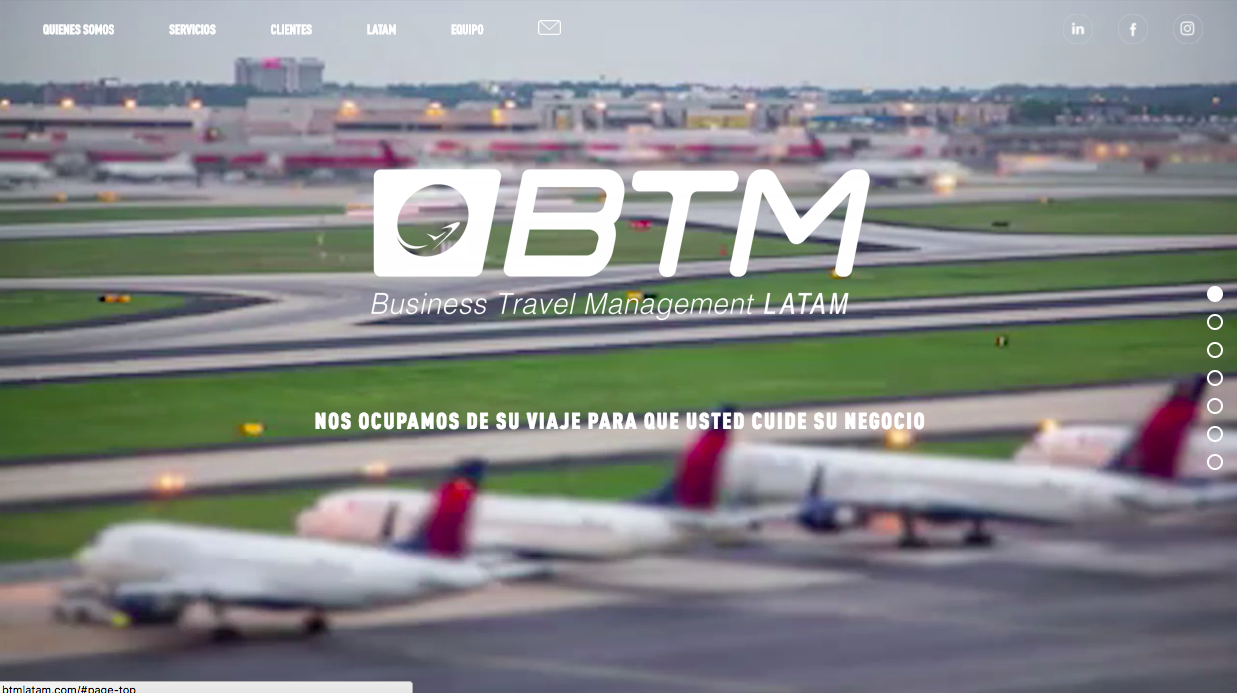 QUIENES SOMOS SERVICIOS CLIENTES LATAM EQUIPO in f
BTM
Business Travel Management LATAM
NOS OCUPAMOS DE SU VIAJE PARA QUE USTED CUIDE SU NEGOCIO
btmlatam.com/#page-top